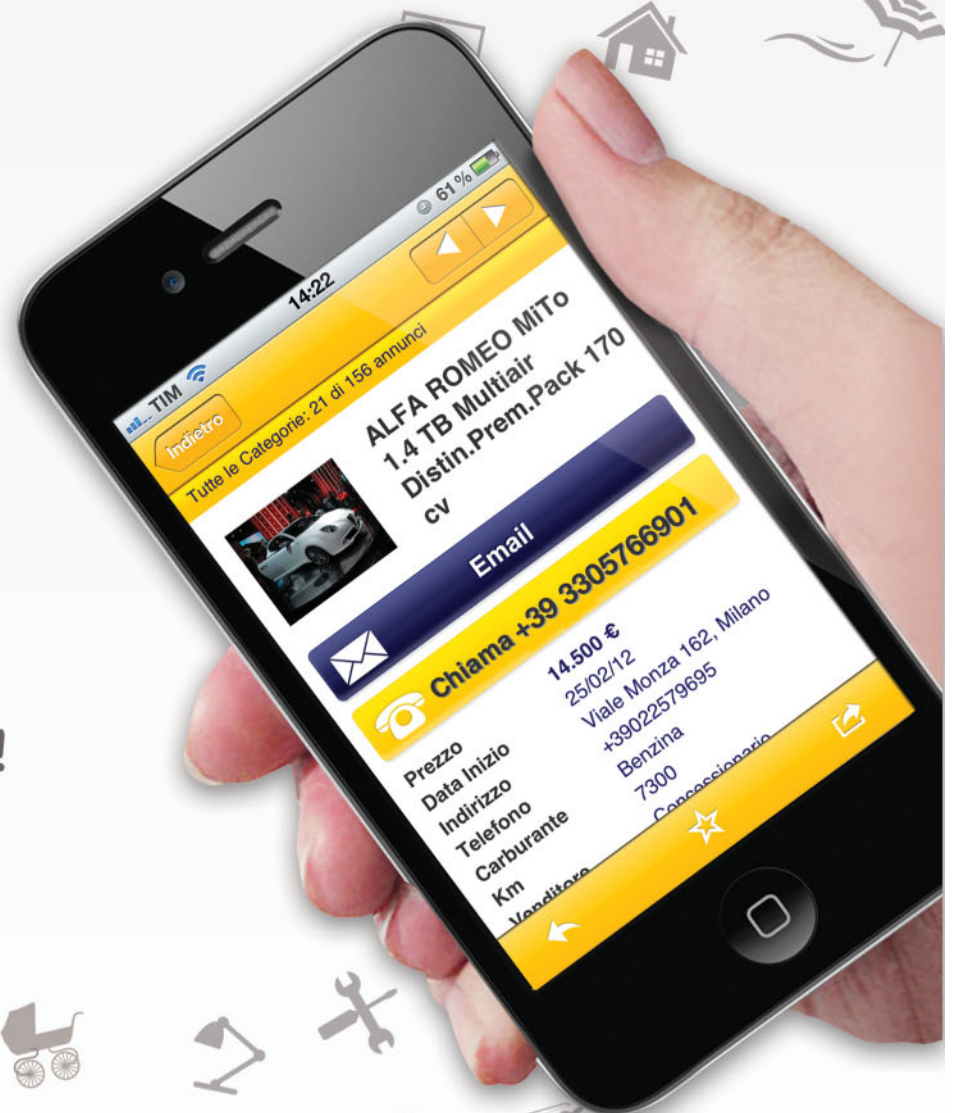 TIM
14:22
61 %
Indietro
Tutte le Categorie: 21 di 156 annunci
ALFA ROMEO MiTo
1.4 TB Multiair
Distin.Prem.Pack 170
cv
Email
Chiama +39 3305766901
Prezzo 14.500 €
Data Inizio 25/02/12
Indirizzo Viale Monza 162, Milano
Telefono +39022579695
Carburante Benzina
Km 7300
Venditore Concessionario
!